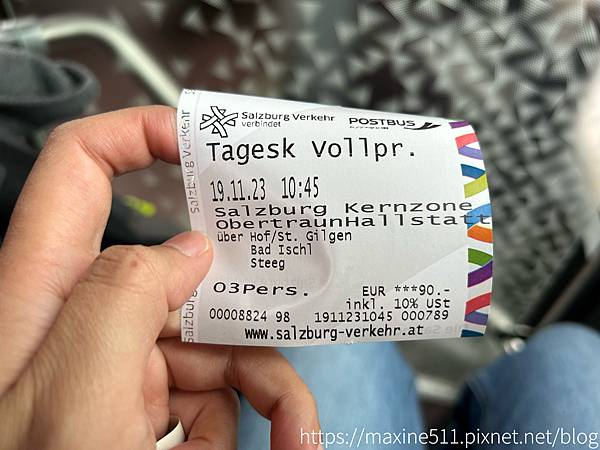 Salzburg Verkehr
verbindet
POSTBUS
Tagesk Vollpr.
19.11.23 10:45
Salzburg Kernzone
ObertraunHallstatt
über Hof/St. Gilgen
Bad Ischl
Steeg
03Pers. EUR ***90.-
inkl. 10% USt
00008824 98 1911231045 000789
www.salzburg-verkehr.at
Salzburg Verkehr
Salzburg
https://maxine511.pixnet.net/blog